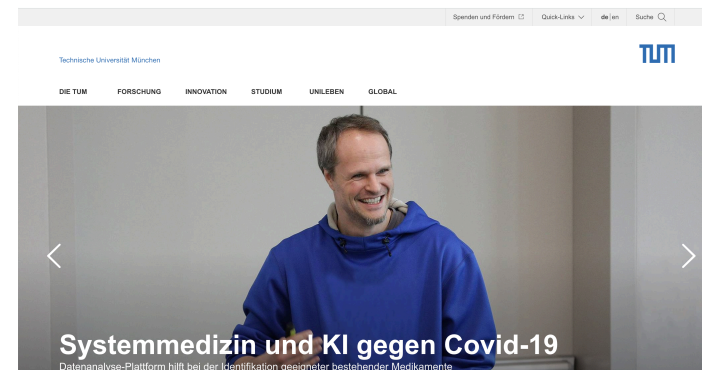 Spenden und Fördern
Quick-Links
de|en
Suche
Technische Universität München
TUM
DIE TUM
FORSCHUNG
INNOVATION
STUDIUM
UNILEBEN
GLOBAL
Systemmedizin und KI gegen Covid-19
Datenanalyse-Plattform hilft bei der Identifikation geeigneter bestehender Medikamente